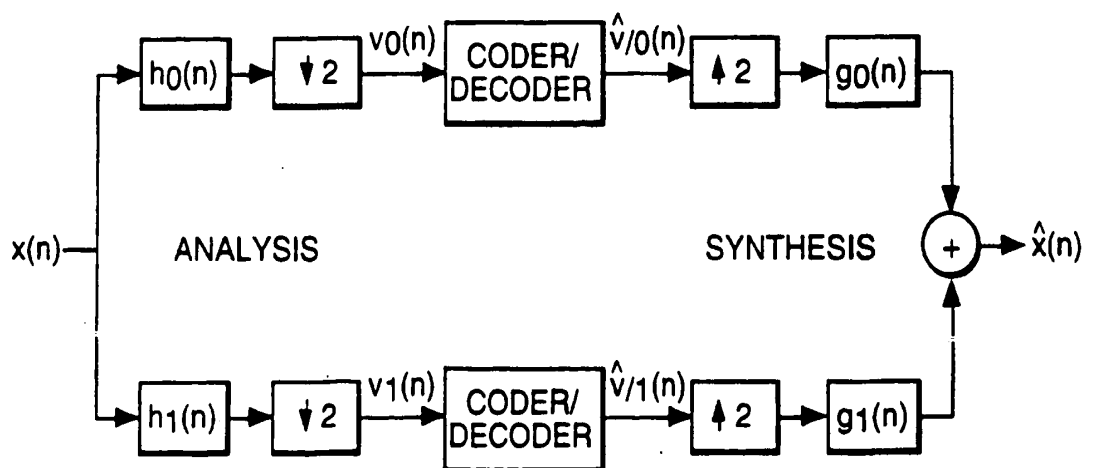 h0(n)
↓ 2
v0(n)
CODER/
DECODER
v̂/0(n)
↑ 2
g0(n)
x(n)
ANALYSIS
SYNTHESIS
+
x̂(n)
h1(n)
↓ 2
v1(n)
CODER/
DECODER
v̂/1(n)
↑ 2
g1(n)